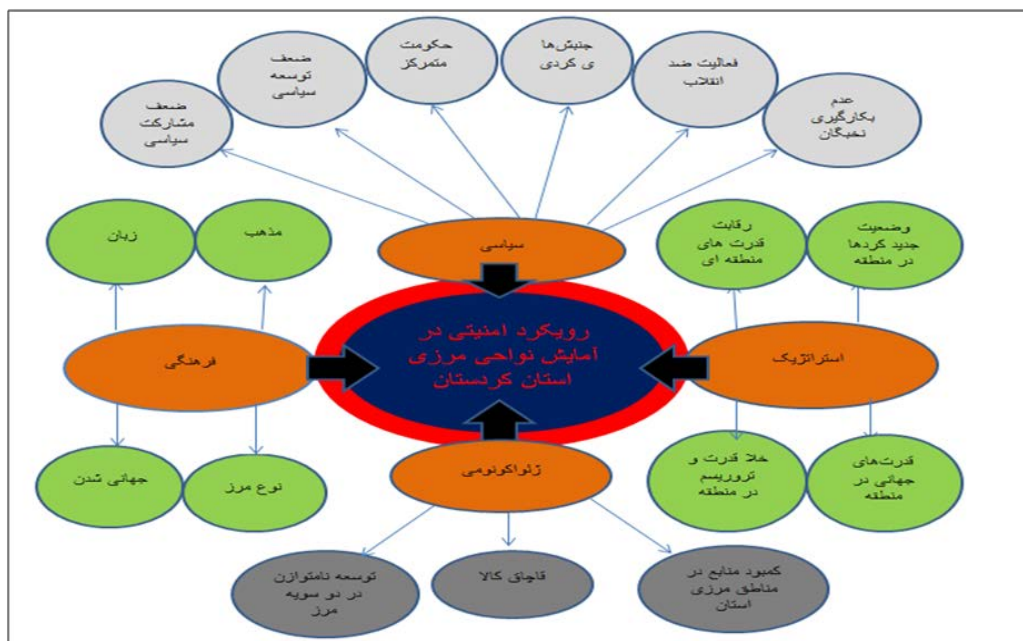 ضعف
مشارکت
سیاسی
ضعف
توسعه
سیاسی
حکومت
متمرکز
جنبش‌ها
ی کردی
فعالیت ضد
انقلاب
عدم
بکارگیری
نخبگان
سیاسی
زبان
مذهب
فرهنگی
جهانی شدن
نوع مرز
رقابت
قدرت های
منطقه ای
وضعیت
جدید کردها
در منطقه
استراتژیک
خلا قدرت و
تروریسم
در منطقه
قدرت‌های
جهانی در
منطقه
رویکرد امنیتی در
آمایش نواحی مرزی
استان کردستان
ژئواکونومی
توسعه نامتوازن
در دو سویه
مرز
قاچاق کالا
کمبود منابع در
مناطق مرزی
استان